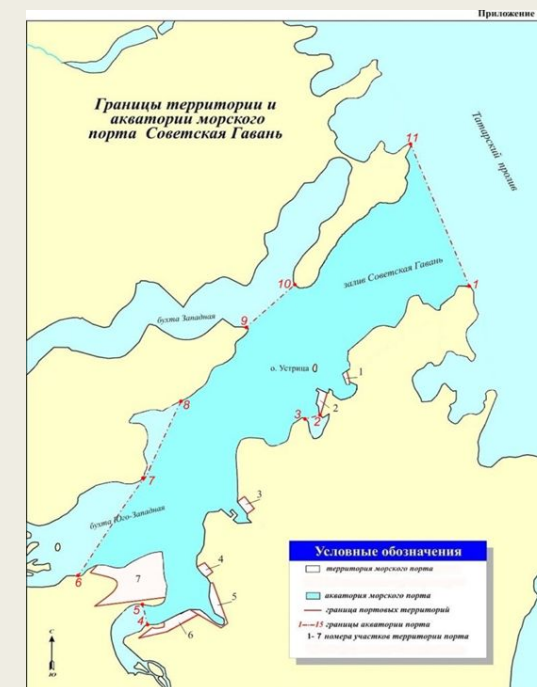 Приложение
Границы территории и
акватории морского
порта Советская Гавань
Татарский пролив
11
залив Советская Гавань
1
10
бухта Западная
9
о. Устрица
1
8
2
3
2
7
3
бухта Юго-Западная
4
6
7
5
5
4
6
Условные обозначения
территория морского порта
акватория морского порта
граница портовых территорий
1-·-15 границы акватории порта
1- 7 номера участков территории порта
с
ю